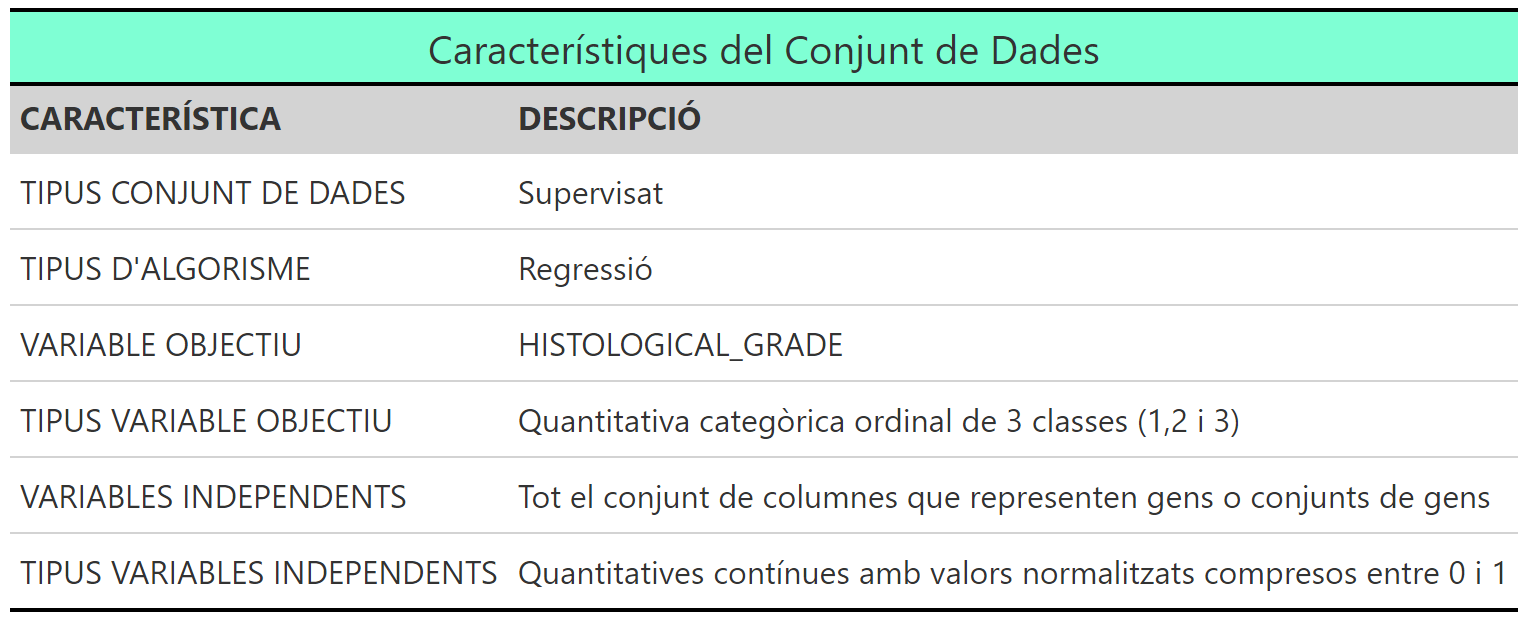 Característiques del Conjunt de Dades
CARACTERÍSTICA DESCRIPCIÓ
TIPUS CONJUNT DE DADES Supervisat
TIPUS D'ALGORISME Regressió
VARIABLE OBJECTIU HISTOLOGICAL_GRADE
TIPUS VARIABLE OBJECTIU Quantitativa categòrica ordinal de 3 classes (1,2 i 3)
VARIABLES INDEPENDENTS Tot el conjunt de columnes que representen gens o conjunts de gens
TIPUS VARIABLES INDEPENDENTS Quantitatives contínues amb valors normalitzats compresos entre 0 i 1